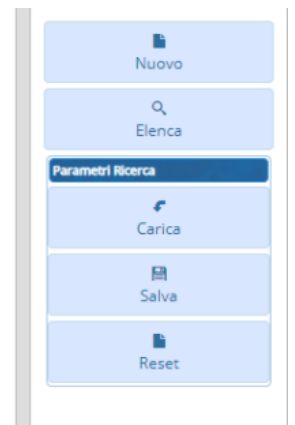 Nuovo
Elenca
Parametri Ricerca
Carica
Salva
Reset